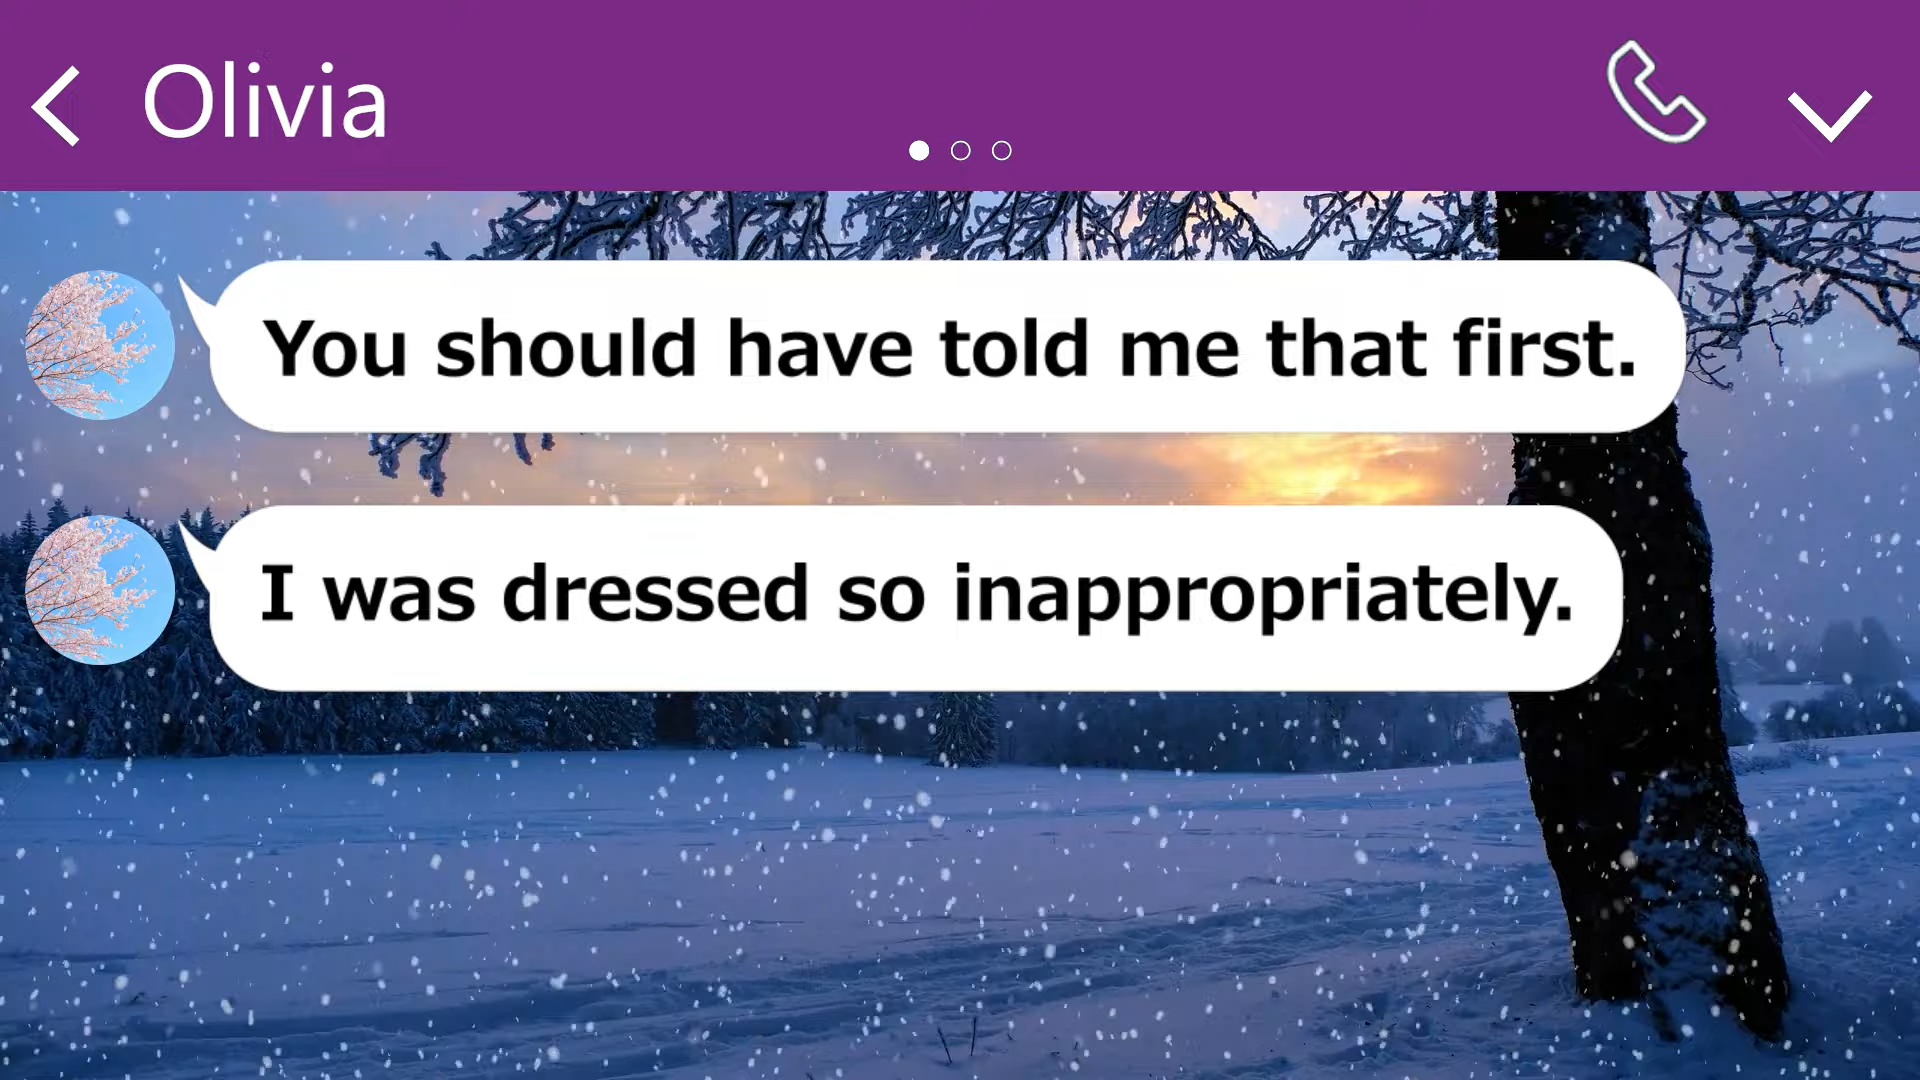 Olivia
You should have told me that first.
I was dressed so inappropriately.